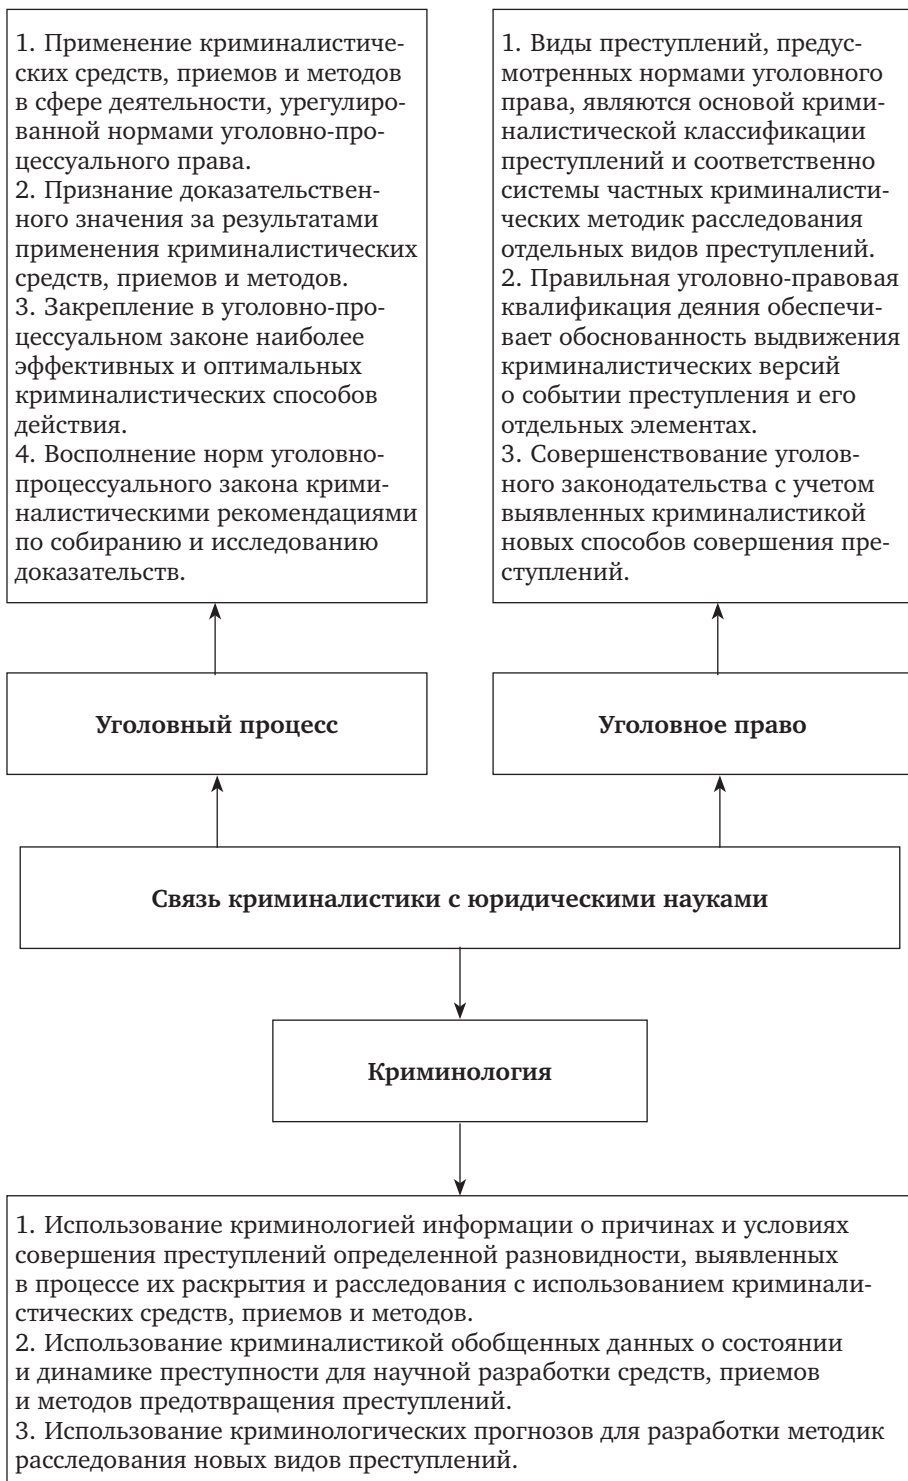 1. Применение криминалистиче-
ских средств, приемов и методов
в сфере деятельности, урегулиро-
ванной нормами уголовно-про-
цессуального права.
2. Признание доказательствен-
ного значения за результатами
применения криминалистических
средств, приемов и методов.
3. Закрепление в уголовно-про-
цессуальном законе наиболее
эффективных и оптимальных
криминалистических способов
действия.
4. Восполнение норм уголовно-
процессуального закона крими-
налистическими рекомендациями
по собиранию и исследованию
доказательств.
1. Виды преступлений, предус-
мотренных нормами уголовного
права, являются основой крими-
налистической классификации
преступлений и соответственно
системы частных криминалисти-
ческих методик расследования
отдельных видов преступлений.
2. Правильная уголовно-правовая
квалификация деяния обеспечи-
вает обоснованность выдвижения
криминалистических версий
о событии преступления и его
отдельных элементах.
3. Совершенствование уголов-
ного законодательства с учетом
выявленных криминалистикой
новых способов совершения пре-
ступлений.
Уголовный процесс
Уголовное право
Связь криминалистики с юридическими науками
Криминология
1. Использование криминологией информации о причинах и условиях
совершения преступлений определенной разновидности, выявленных
в процессе их раскрытия и расследования с использованием кримина­ли-
стических средств, приемов и методов.
2. Использование криминалистикой обобщенных данных о состоянии
и динамике преступности для научной разработки средств, приемов
и методов предотвращения преступлений.
3. Использование криминологических прогнозов для разработки методик
расследования новых видов преступлений.